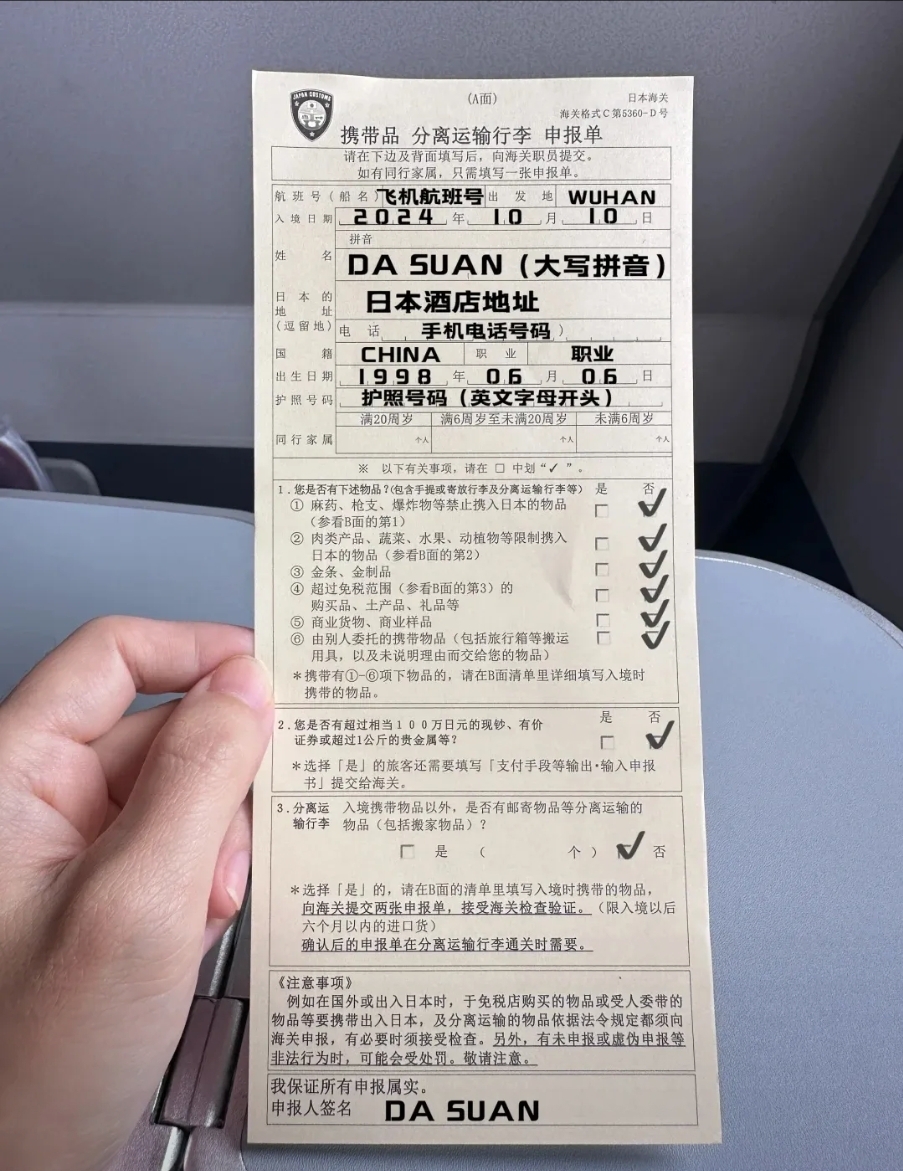 JAPAN CUSTOMS
(A面)
日本海关
海关格式C第5360-D号
携带品 分离运输行李 申报单
请在下边及背面填写后，向海关职员提交。
如有同行家属，只需填写一张申报单。
航班号(船名) 飞机航班号 出发地 WUHAN
入境日期 2024 年 10 月 10 日
拼音
姓名 DA SUAN (大写拼音)
日本的地址(逗留地) 日本酒店地址
电话 手机电话号码 )
国籍 CHINA 职业 职业
出生日期 1998 年 06 月 06 日
护照号码 护照号码 (英文字母开头)
满20周岁 满6周岁至未满20周岁 未满6周岁
同行家属 个人 个人 个人
※ 以下有关事项，请在 □ 中划“✓”。
1.您是否有下述物品?(包含手提或寄放行李及分离运输行李等) 是 否
① 麻药、枪支、爆炸物等禁止携入日本的物品 □ ✓
(参看B面的第1)
② 肉类产品、蔬菜、水果、动植物等限制携入 □ ✓
日本的物品(参看B面的第2)
③ 金条、金制品 □ ✓
④ 超过免税范围(参看B面的第3)的 □ ✓
购买品、土产品、礼品等
⑤ 商业货物、商业样品 □ ✓
⑥ 由别人委托的携带物品(包括旅行箱等搬运 □ ✓
用具，以及未说明理由而交给您的物品)
*携带有①-⑥项下物品的，请在B面清单里详细填写入境时
携带的物品。
2.您是否有超过相当100万日元的现钞、有价 是 否
证券或超过1公斤的贵金属等? □ ✓
*选择「是」的旅客还需要填写「支付手段等输出·输入申报
书」提交给海关。
3.分离运输行李 入境携带物品以外，是否有邮寄物品等分离运输的
物品(包括搬家物品)?
□ 是 ( 个) ✓ 否
*选择「是」的，请在B面的清单里填写入境时携带的物品，
向海关提交两张申报单，接受海关检查验证。(限入境以后
六个月以内的进口货)
确认后的申报单在分离运输行李通关时需要。
《注意事项》
例如在国外或出入日本时，于免税店购买的物品或受人委带的
物品等要携带出入日本，及分离运输的物品依据法令规定都须向
海关申报，有必要时须接受检查。另外，有未申报或虚伪申报等
非法行为时，可能会受处罚。敬请注意。
我保证所有申报属实。
申报人签名 DA SUAN